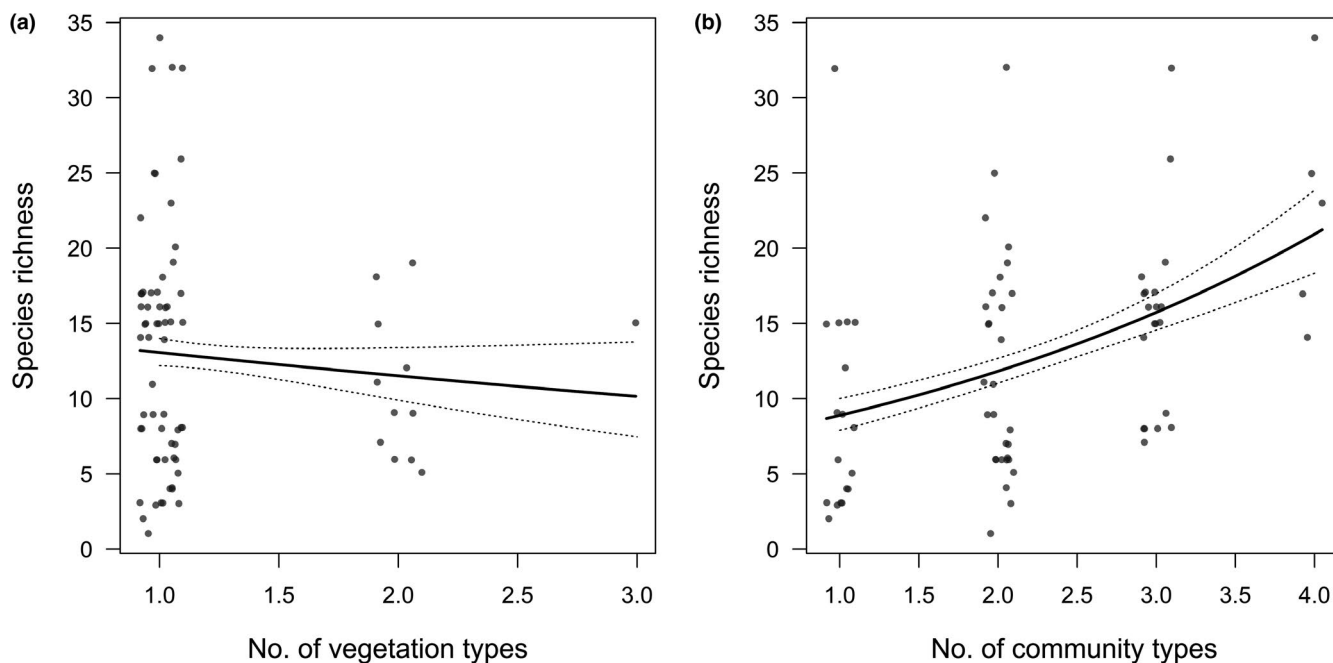 (a)
35
30
25
20
15
10
5
0
Species richness
1.0 1.5 2.0 2.5 3.0
No. of vegetation types
(b)
35
30
25
20
15
10
5
0
Species richness
1.0 1.5 2.0 2.5 3.0 3.5 4.0
No. of community types